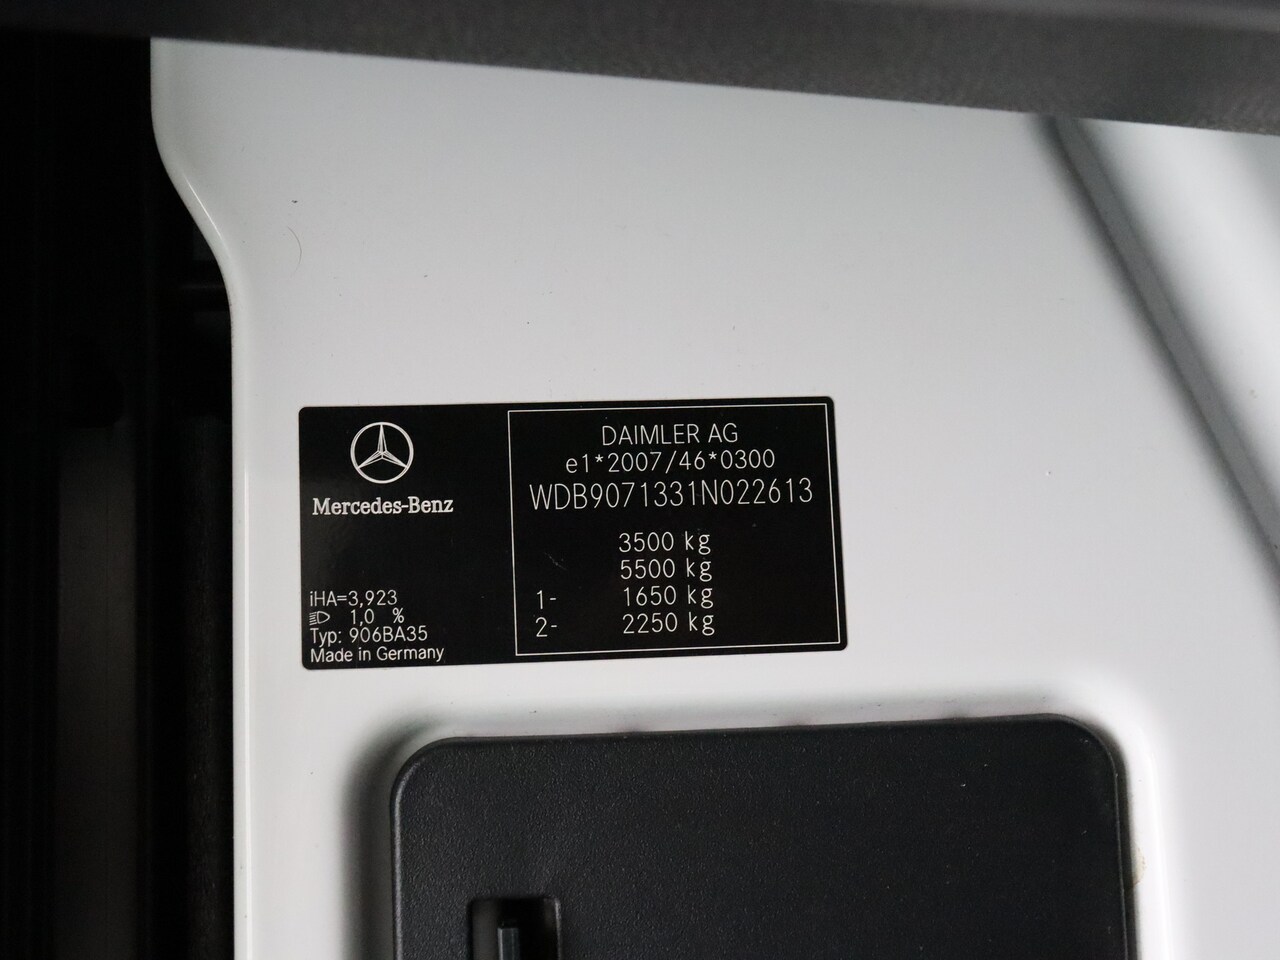 Mercedes-Benz
iHA=3,923
1,0 %
Typ: 906BA35
Made in Germany
DAIMLER AG
e1*2007/46*0300
WDB9071331N022613
3500 kg
5500 kg
1- 1650 kg
2- 2250 kg